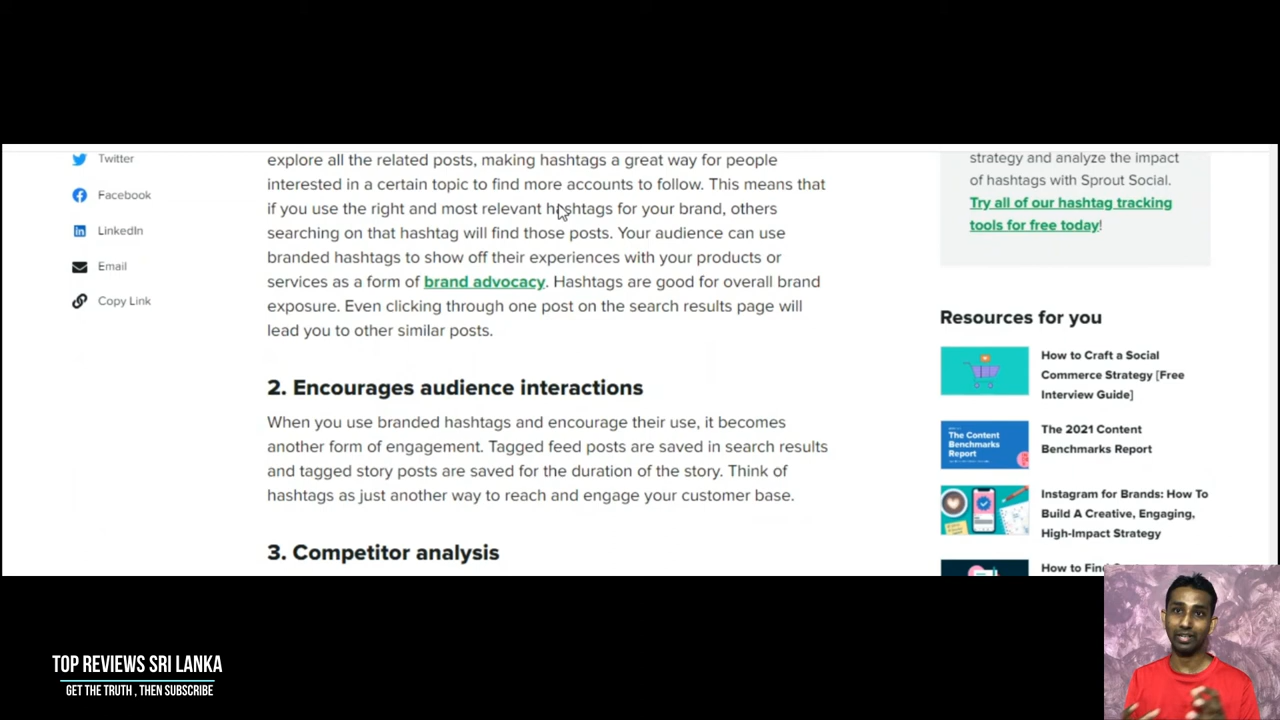 Twitter
Facebook
LinkedIn
Email
Copy Link
explore all the related posts, making hashtags a great way for people
interested in a certain topic to find more accounts to follow. This means that
if you use the right and most relevant hashtags for your brand, others
searching on that hashtag will find those posts. Your audience can use
branded hashtags to show off their experiences with your products or
services as a form of brand advocacy. Hashtags are good for overall brand
exposure. Even clicking through one post on the search results page will
lead you to other similar posts.
2. Encourages audience interactions
When you use branded hashtags and encourage their use, it becomes
another form of engagement. Tagged feed posts are saved in search results
and tagged story posts are saved for the duration of the story. Think of
hashtags as just another way to reach and engage your customer base.
3. Competitor analysis
strategy and analyze the impact
of hashtags with Sprout Social.
Try all of our hashtag tracking
tools for free today!
Resources for you
How to Craft a Social
Commerce Strategy [Free
Interview Guide]
The Content
Benchmarks
Report
The 2021 Content
Benchmarks Report
Instagram for Brands: How To
Build A Creative, Engaging,
High-Impact Strategy
How to Find
TOP REVIEWS SRI LANKA
GET THE TRUTH , THEN SUBSCRIBE